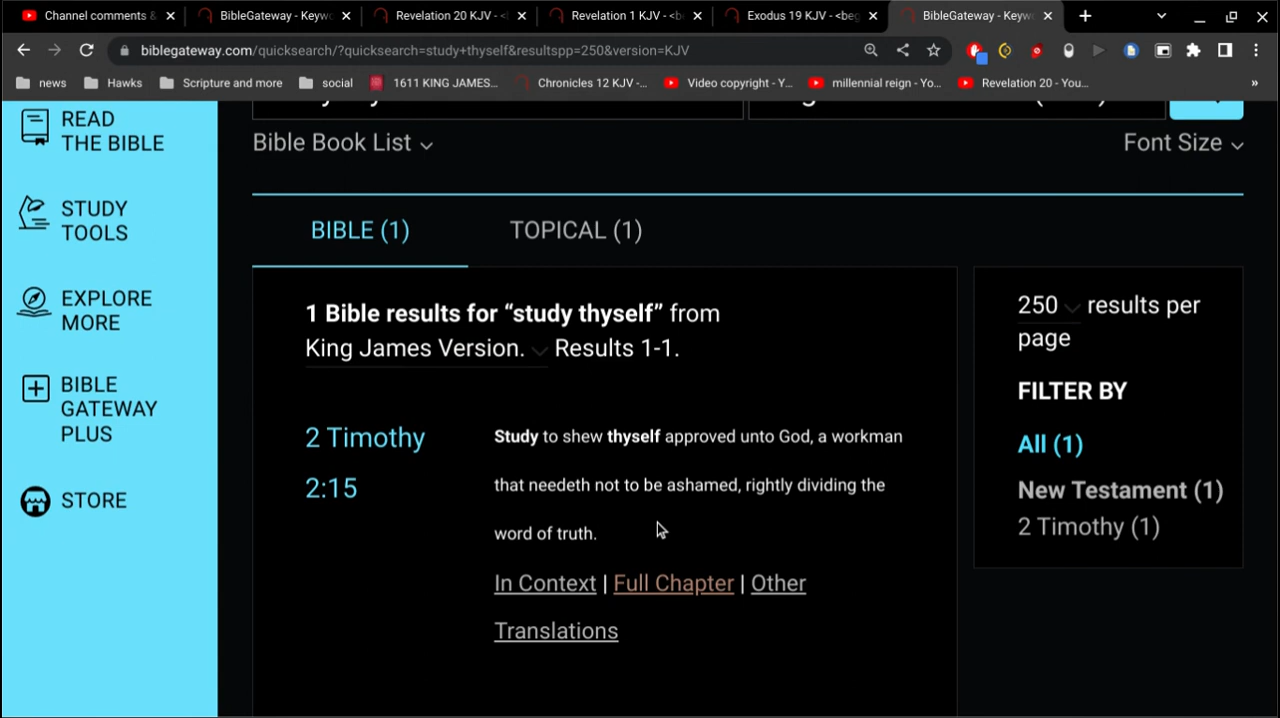 Channel comments &
BibleGateway - Keyw
Revelation 20 KJV - <
Revelation 1 KJV - <b
Exodus 19 KJV - <beg
BibleGateway - Keyw
biblegateway.com/quicksearch/?quicksearch=study+thyself&resultspp=250&version=KJV
news
Hawks
Scripture and more
social
1611 KING JAMES...
Chronicles 12 KJV -...
Video copyright - Y...
millennial reign - Yo...
Revelation 20 - You...
»
READ
THE BIBLE
STUDY
TOOLS
EXPLORE
MORE
BIBLE
GATEWAY
PLUS
STORE
Bible Book List
Font Size
BIBLE (1)
TOPICAL (1)
1 Bible results for “study thyself” from
King James Version. Results 1-1.
2 Timothy
2:15
Study to shew thyself approved unto God, a workman
that needeth not to be ashamed, rightly dividing the
word of truth.
In Context | Full Chapter | Other
Translations
250 results per
page
FILTER BY
All (1)
New Testament (1)
2 Timothy (1)